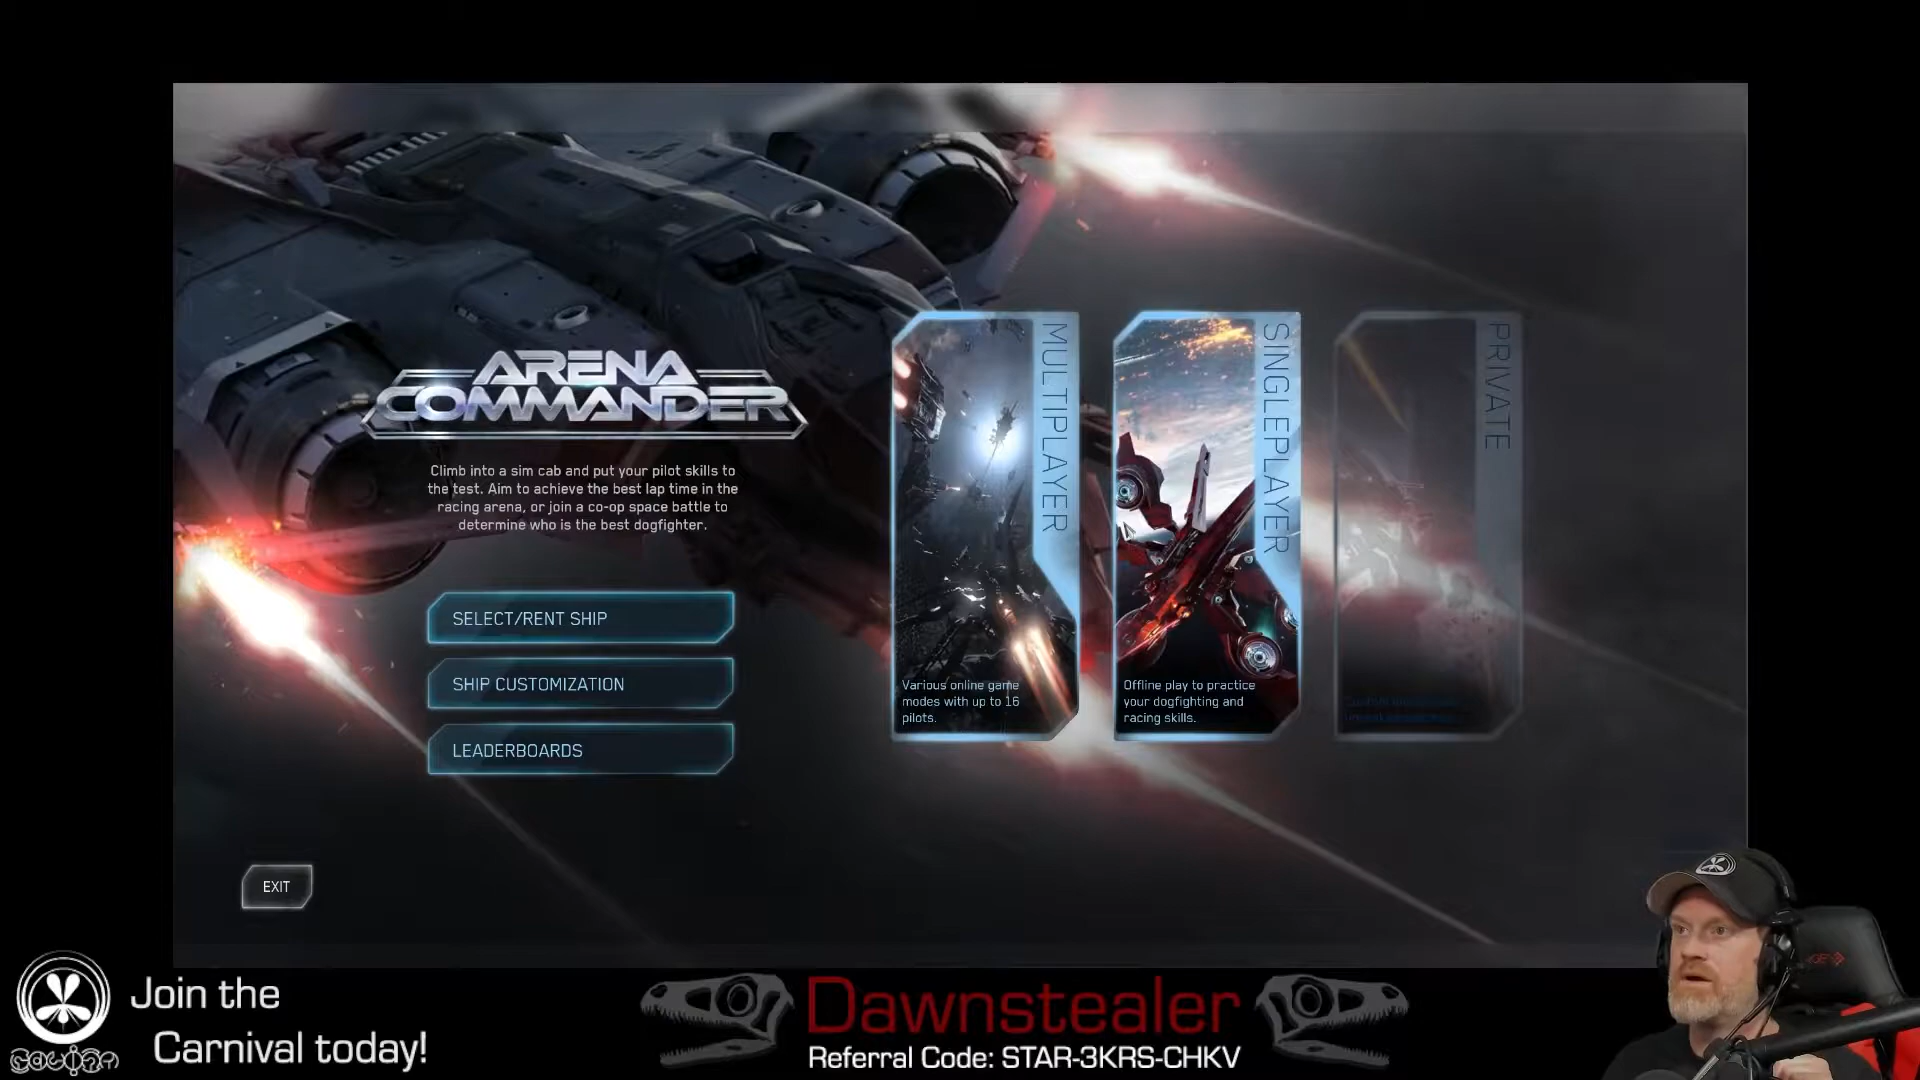 ARENA
COMMANDER
Climb into a sim cab and put your pilot skills to
the test. Aim to achieve the best lap time in the
racing arena, or join a co-op space battle to
determine who is the best dogfighter.
SELECT/RENT SHIP
SHIP CUSTOMIZATION
LEADERBOARDS
EXIT
MULTIPLAYER
Various online game
modes with up to 16
pilots.
SINGLEPLAYER
Offline play to practice
your dogfighting and
racing skills.
PRIVATE
Join the
Carnival today!
Dawnstealer
Referral Code: STAR-3KRS-CHKV